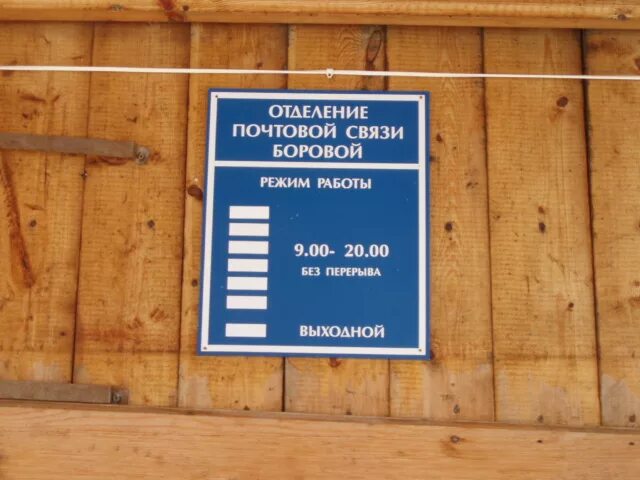 ОТДЕЛЕНИЕ
ПОЧТОВОЙ СВЯЗИ
БОРОВОЙ
РЕЖИМ РАБОТЫ
9.00- 20.00
БЕЗ ПЕРЕРЫВА
ВЫХОДНОЙ